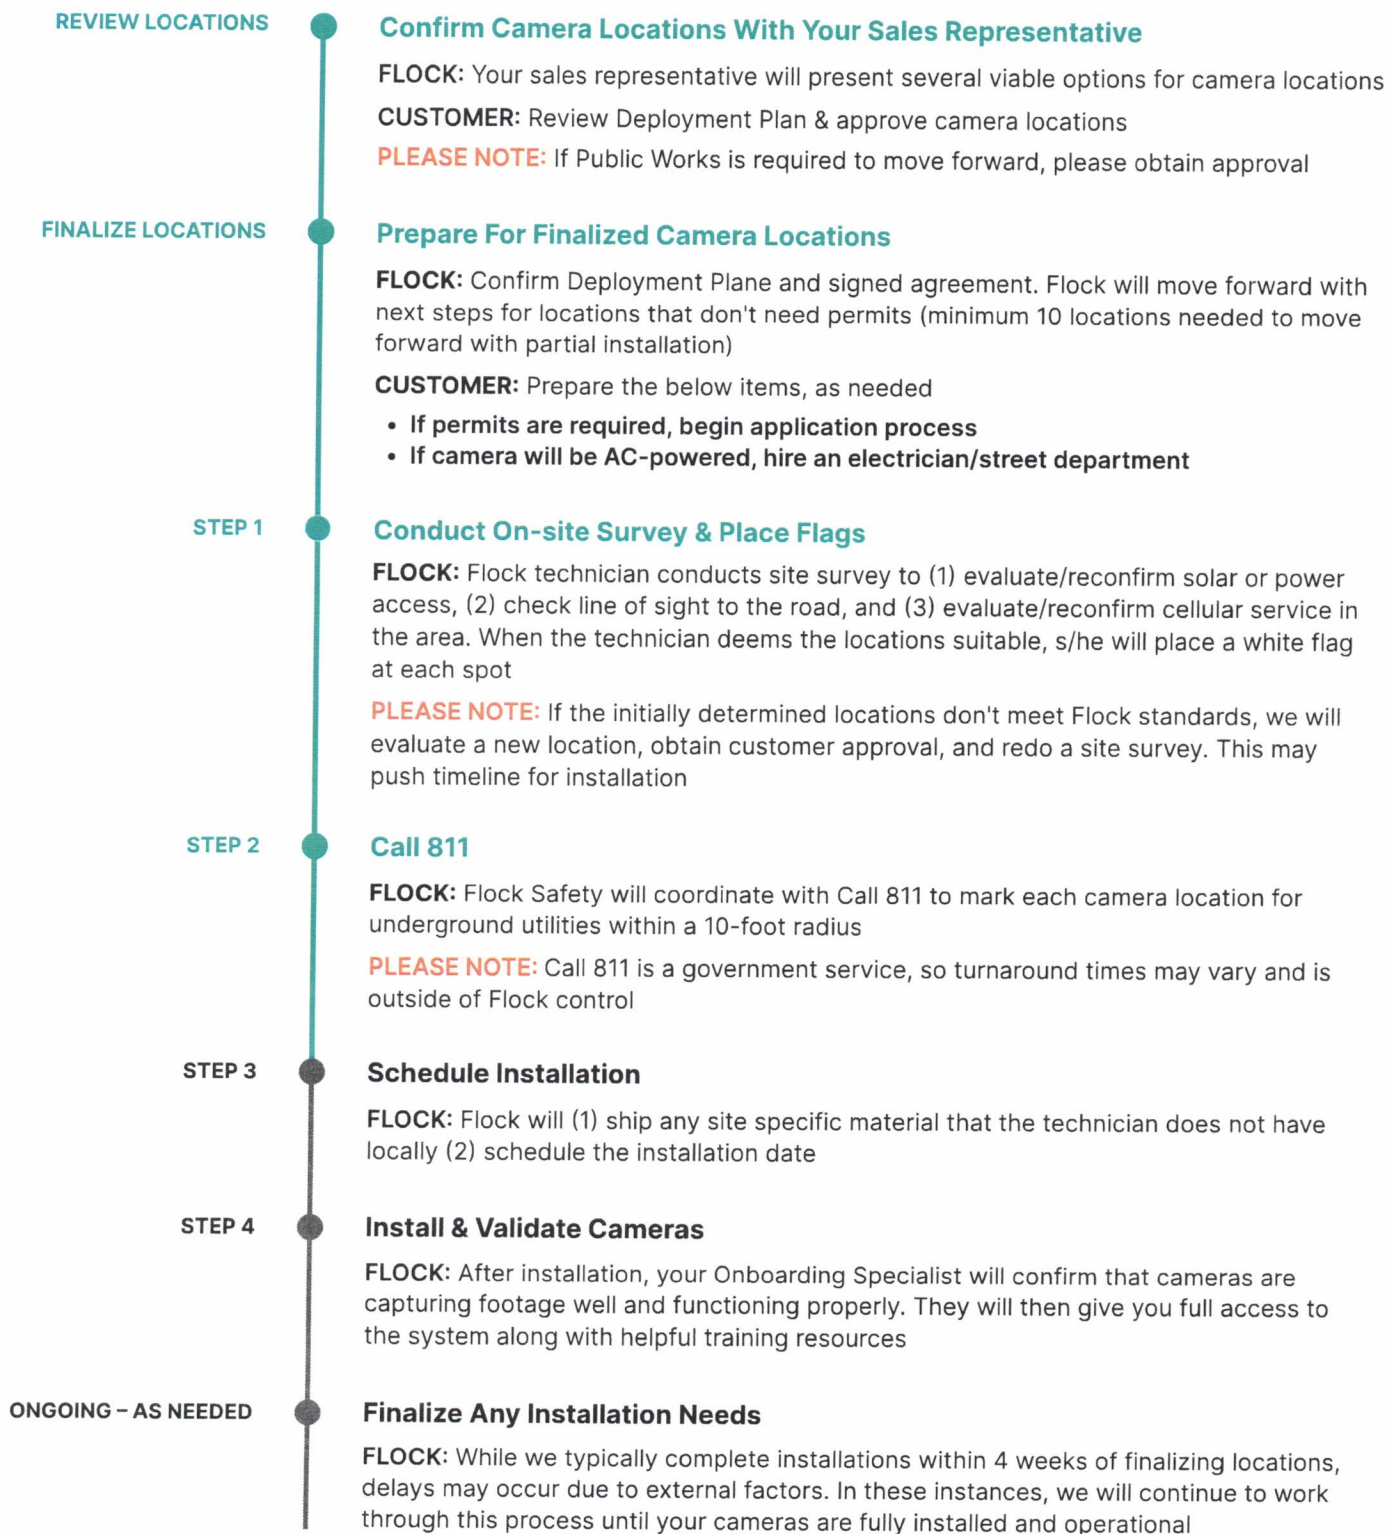 REVIEW LOCATIONS
Confirm Camera Locations With Your Sales Representative
FLOCK: Your sales representative will present several viable options for camera locations
CUSTOMER: Review Deployment Plan & approve camera locations
PLEASE NOTE: If Public Works is required to move forward, please obtain approval
FINALIZE LOCATIONS
Prepare For Finalized Camera Locations
FLOCK: Confirm Deployment Plane and signed agreement. Flock will move forward with
next steps for locations that don't need permits (minimum 10 locations needed to move
forward with partial installation)
CUSTOMER: Prepare the below items, as needed
• If permits are required, begin application process
• If camera will be AC-powered, hire an electrician/street department
STEP 1
Conduct On-site Survey & Place Flags
FLOCK: Flock technician conducts site survey to (1) evaluate/reconfirm solar or power
access, (2) check line of sight to the road, and (3) evaluate/reconfirm cellular service in
the area. When the technician deems the locations suitable, s/he will place a white flag
at each spot
PLEASE NOTE: If the initially determined locations don't meet Flock standards, we will
evaluate a new location, obtain customer approval, and redo a site survey. This may
push timeline for installation
STEP 2
Call 811
FLOCK: Flock Safety will coordinate with Call 811 to mark each camera location for
underground utilities within a 10-foot radius
PLEASE NOTE: Call 811 is a government service, so turnaround times may vary and is
outside of Flock control
STEP 3
Schedule Installation
FLOCK: Flock will (1) ship any site specific material that the technician does not have
locally (2) schedule the installation date
STEP 4
Install & Validate Cameras
FLOCK: After installation, your Onboarding Specialist will confirm that cameras are
capturing footage well and functioning properly. They will then give you full access to
the system along with helpful training resources
ONGOING – AS NEEDED
Finalize Any Installation Needs
FLOCK: While we typically complete installations within 4 weeks of finalizing locations,
delays may occur due to external factors. In these instances, we will continue to work
through this process until your cameras are fully installed and operational